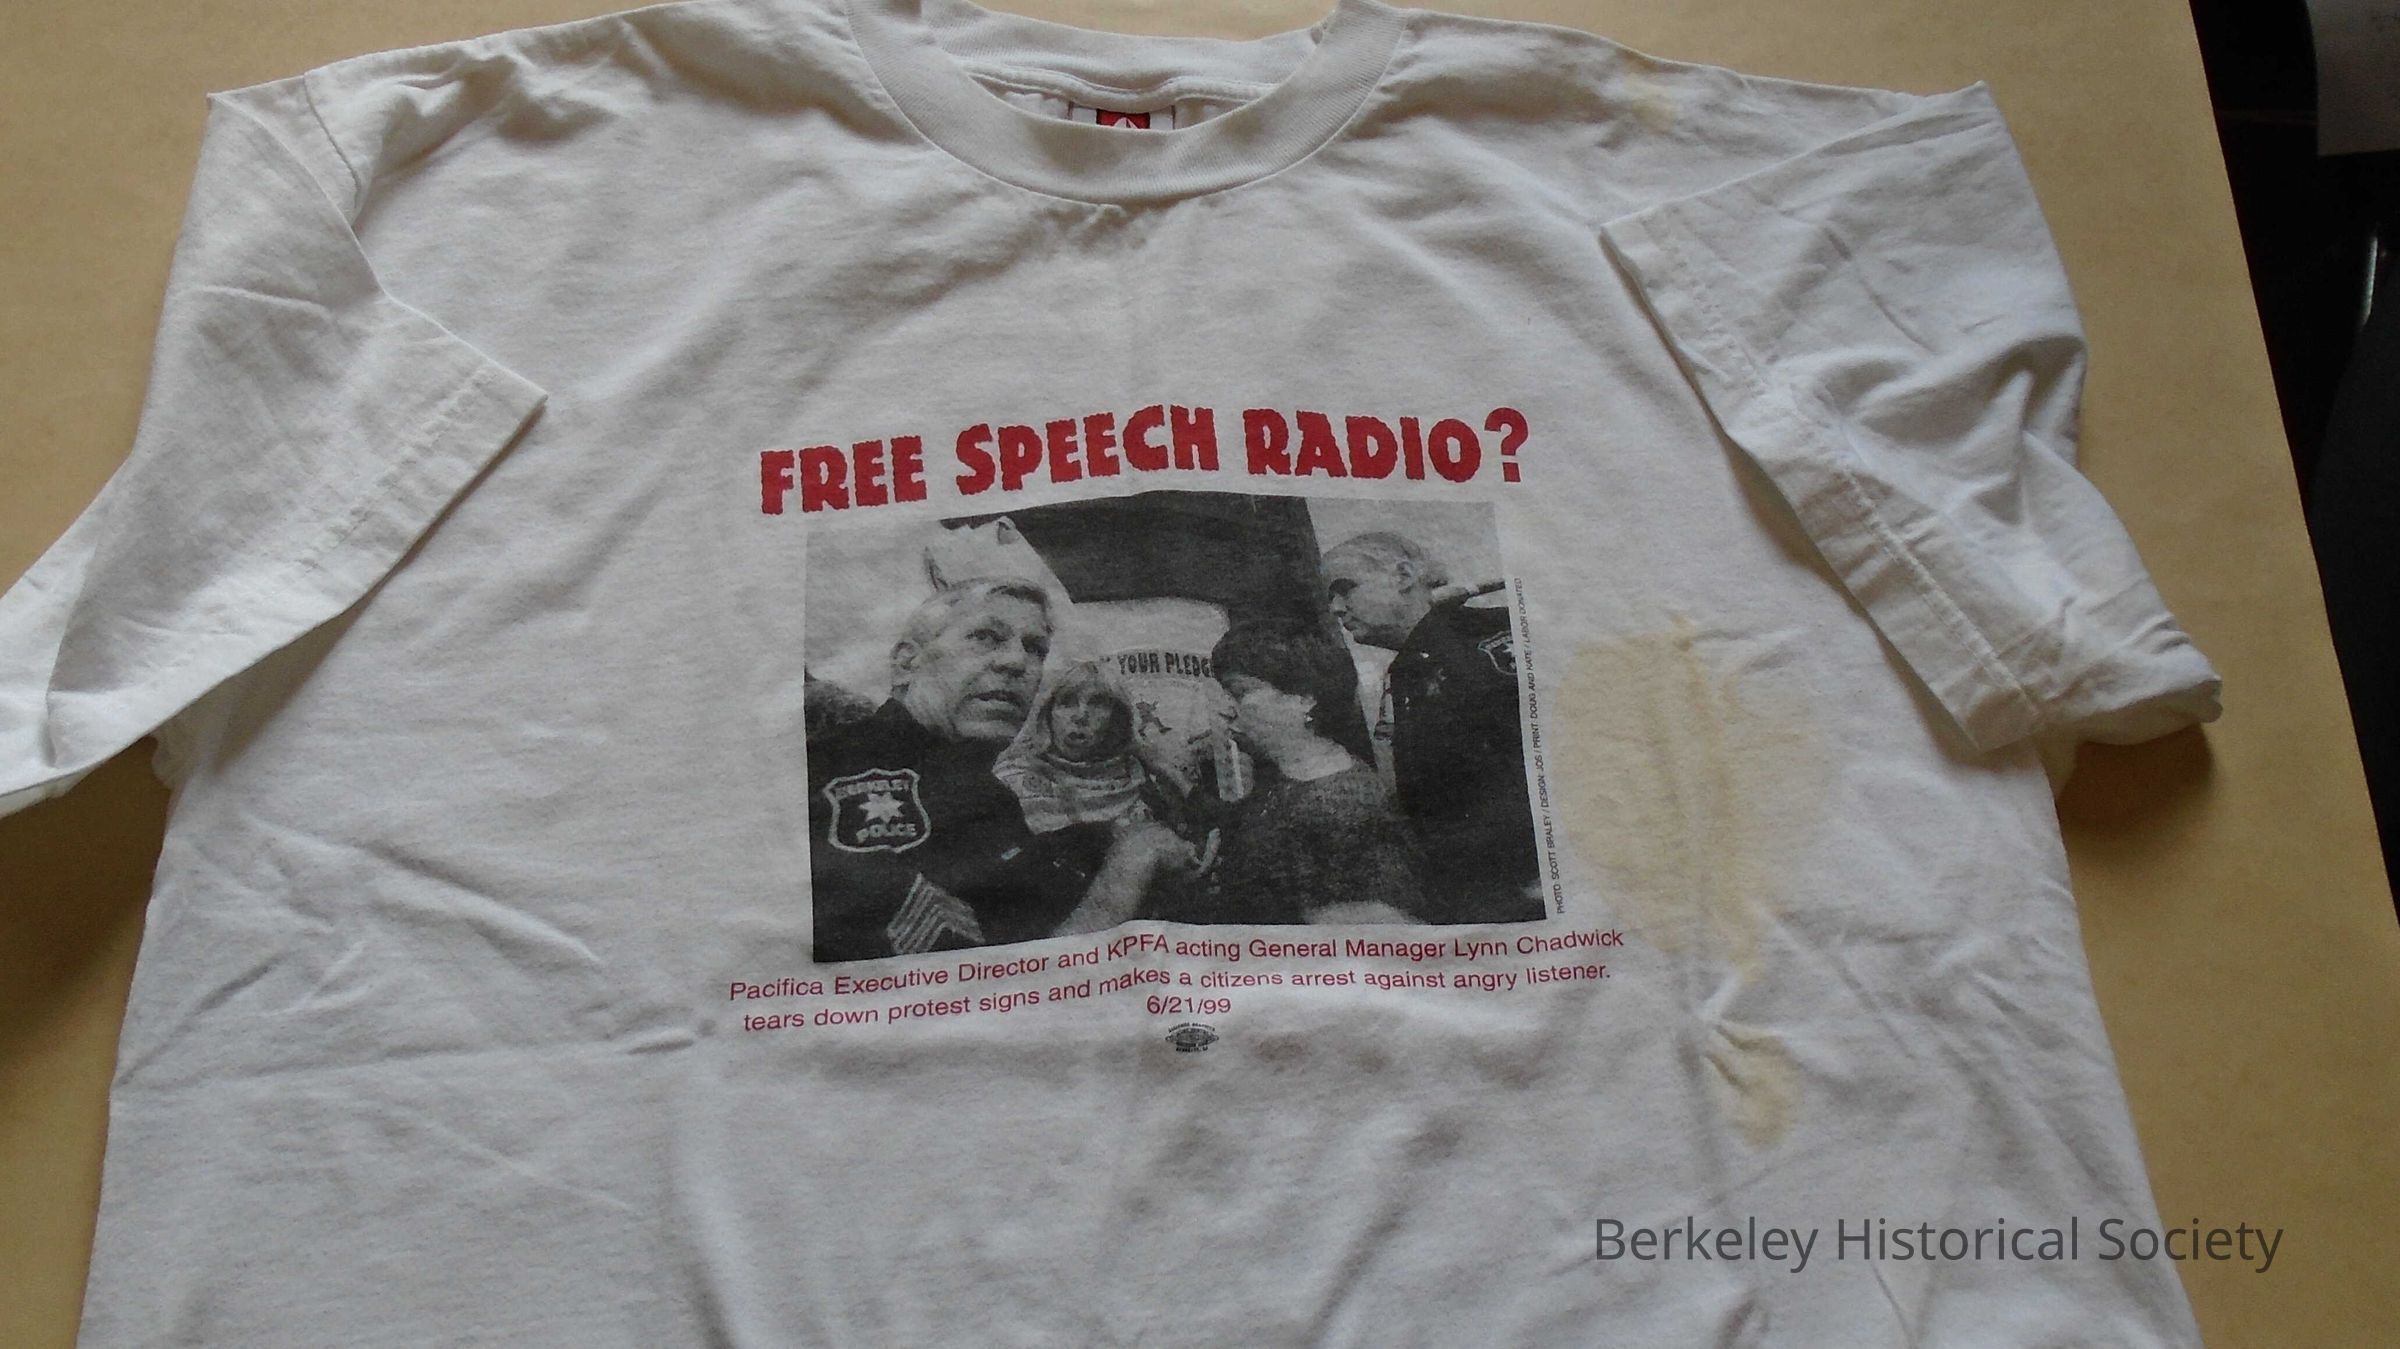 FREE SPEECH RADIO?
YOUR PLEDG
BERKELEY
POLICE
PHOTO: SCOTT BRALEY / DESIGN: JOS / PRINT: DOUG AND NATE / LABOR DONATED
Pacifica Executive Director and KPFA acting General Manager Lynn Chadwick
tears down protest signs and makes a citizens arrest against angry listener.
6/21/99
Berkeley Historical Society